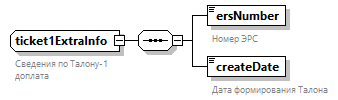 ticket1ExtraInfo
Сведения по Талону-1
доплата
ersNumber
Номер ЭРС
createDate
Дата формирования Талона